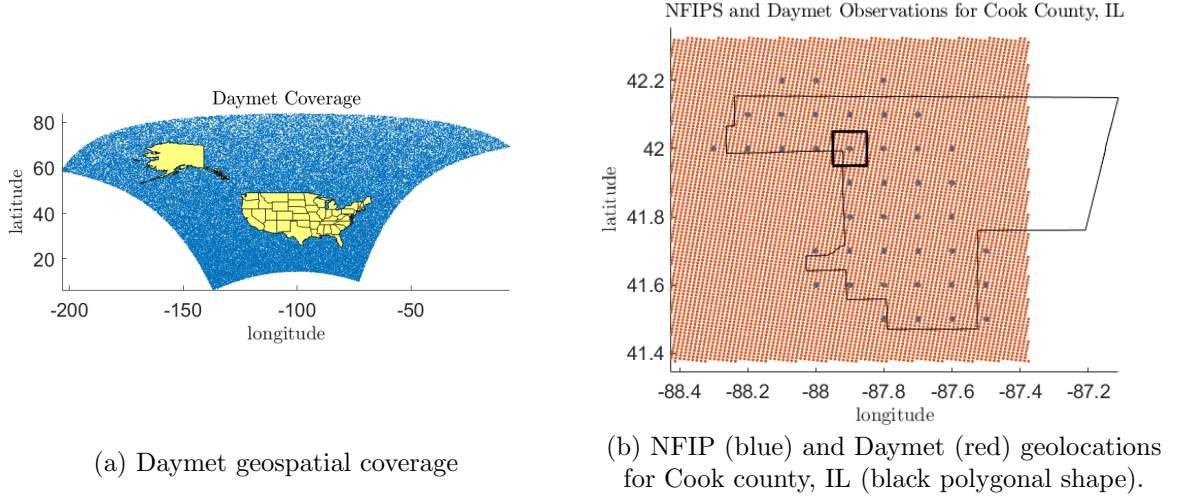 Daymet Coverage
80
60
40
20
latitude
-200 -150 -100 -50
longitude
(a) Daymet geospatial coverage
NFIPS and Daymet Observations for Cook County, IL
42.2
42
41.8
41.6
41.4
latitude
-88.4 -88.2 -88 -87.8 -87.6 -87.4 -87.2
longitude
(b) NFIP (blue) and Daymet (red) geolocations
for Cook county, IL (black polygonal shape).